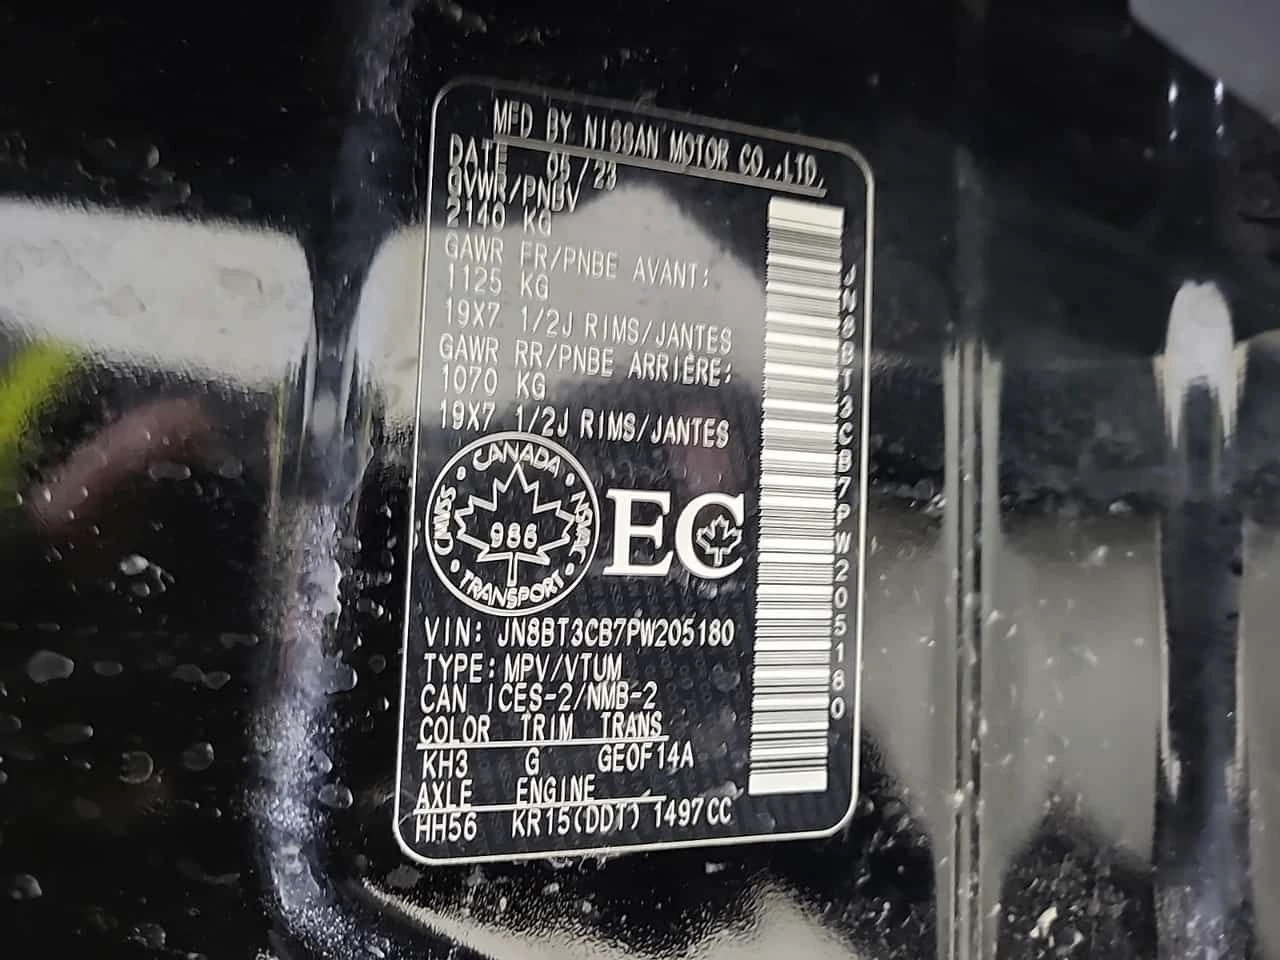 MFD BY NISSAN MOTOR CO.,LTD.
DATE 05/23
GVWR/PNBV
2140 KG
GAWR FR/PNBE AVANT:
1125 KG
19X7 1/2J RIMS/JANTES
GAWR RR/PNBE ARRIÈRE:
1070 KG
19X7 1/2J RIMS/JANTES
CANADA
CMVSS NSVAC
986
TRANSPORT
EC
VIN: JN8BT3CB7PW205180
TYPE: MPV/VTUM
CAN ICES-2/NMB-2
COLOR TRIM TRANS
KH3 G GE0F14A
AXLE ENGINE
HH56 KR15(DDT) 1497CC
JN8BT3CB7PW205180